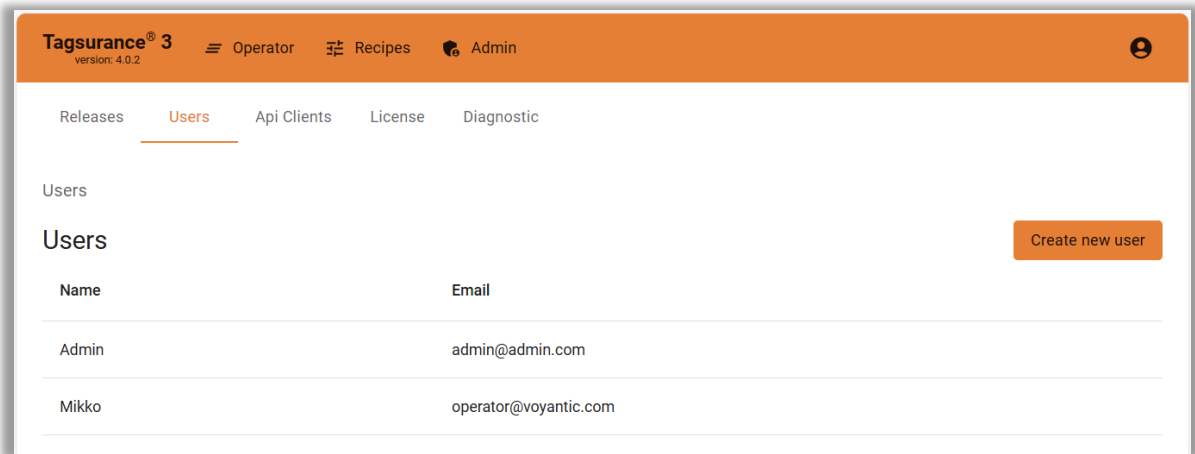 Tagsurance® 3
version: 4.0.2
Operator
Recipes
Admin
Releases
Users
Api Clients
License
Diagnostic
Users
Users
Create new user
Name
Email
Admin
admin@admin.com
Mikko
operator@voyantic.com